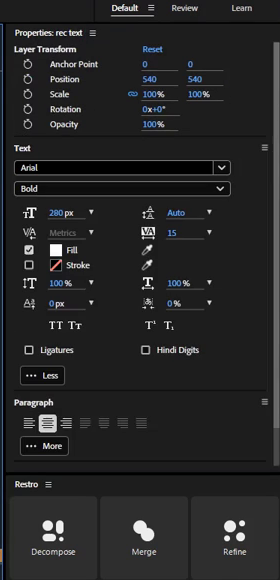 Default
Review
Learn
Properties: rec text
Layer Transform
Reset
Anchor Point 0 0
Position 540 540
Scale 100 % 100 %
Rotation 0x+0°
Opacity 100 %
Text
Arial
Bold
280 px Auto
Metrics 15
Fill
Stroke
100 % 100 %
0 px 0 %
TT Tт T¹ T₁
Ligatures Hindi Digits
Less
Paragraph
More
Restro
Decompose Merge Refine